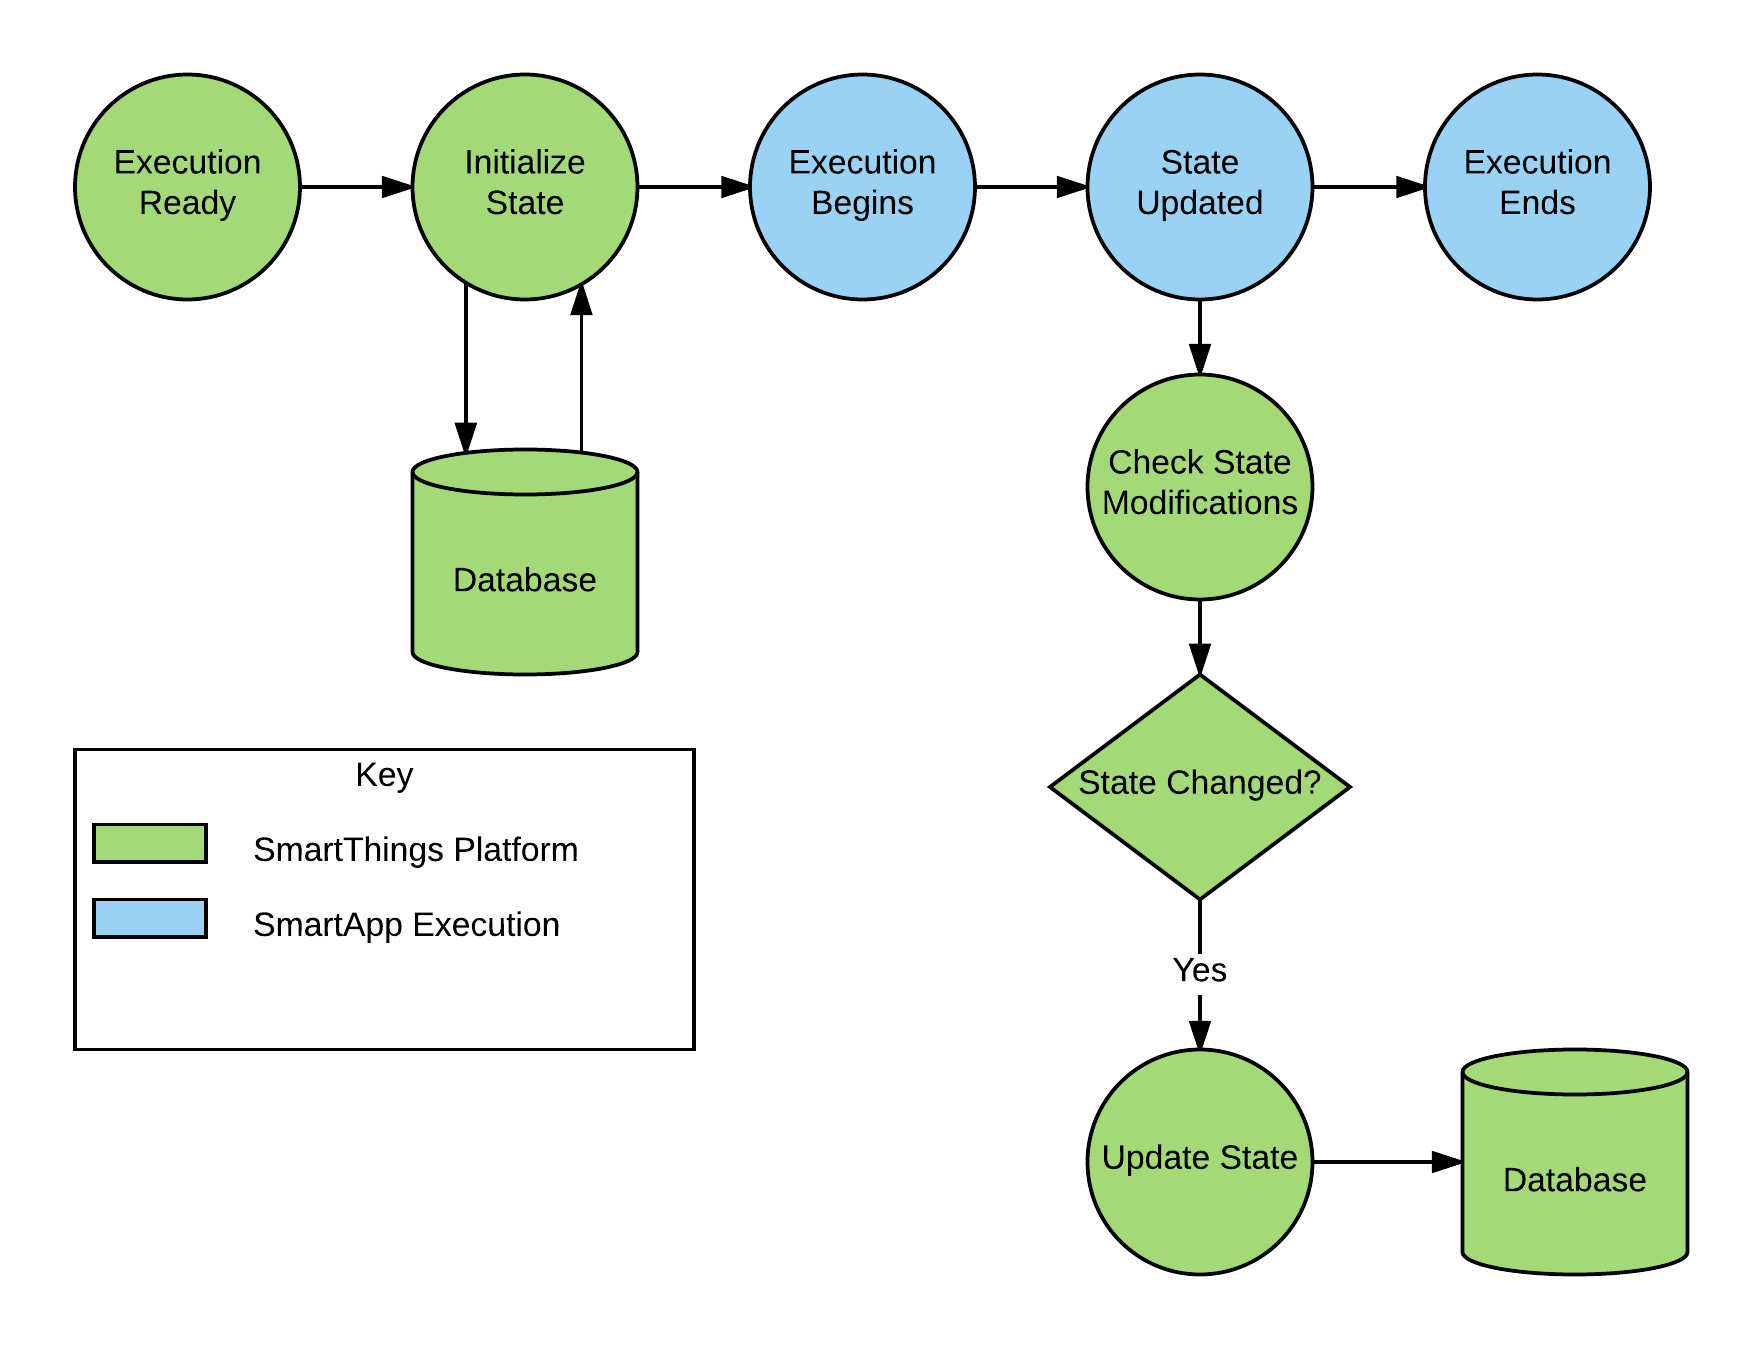 Execution
Ready
Initialize
State
Execution
Begins
State
Updated
Execution
Ends
Check State
Modifications
Database
Key
SmartThings Platform
SmartApp Execution
State Changed?
Yes
Update State
Database